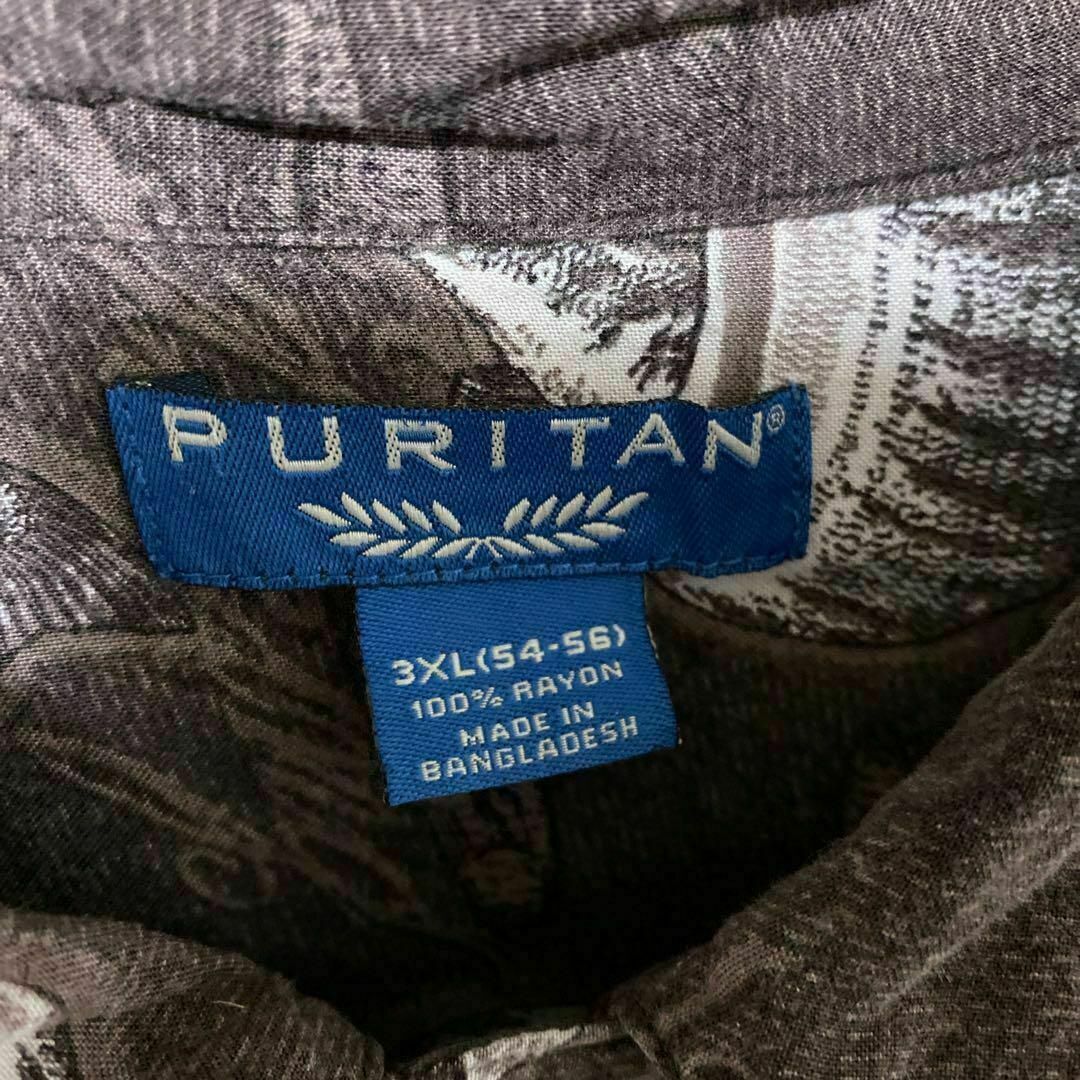 PURITAN®
3XL(54-56)
100% RAYON
MADE IN
BANGLADESH